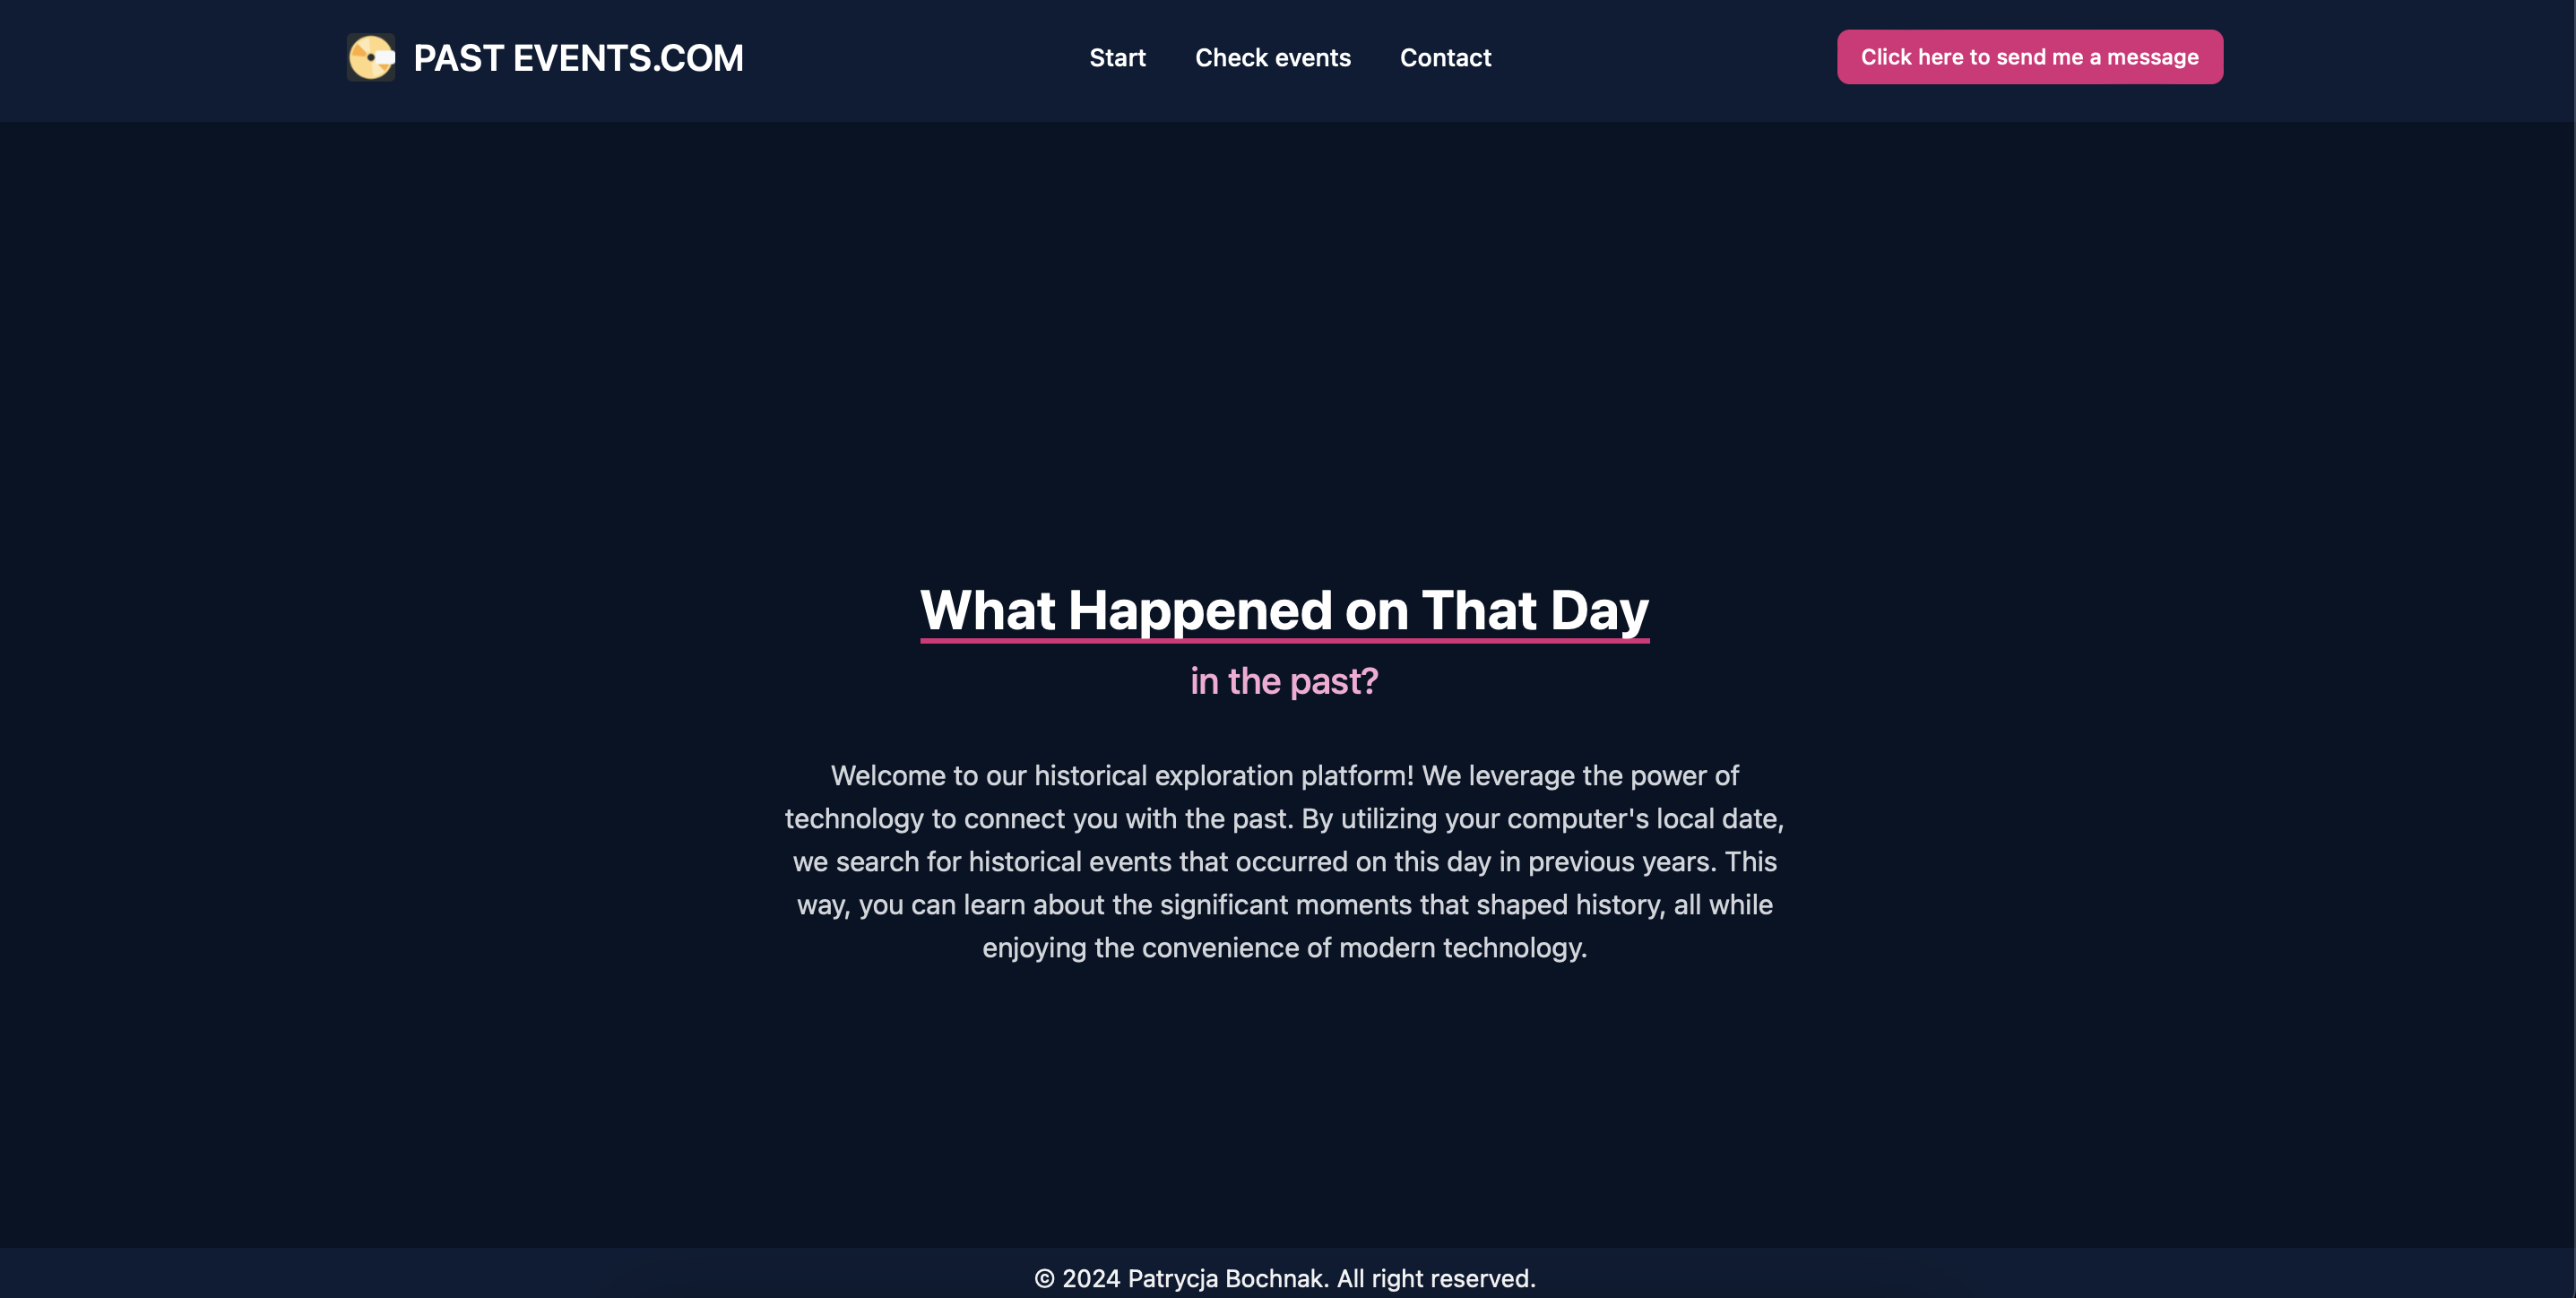 PAST EVENTS.COM
Start
Check events
Contact
Click here to send me a message
What Happened on That Day
in the past?
Welcome to our historical exploration platform! We leverage the power of
technology to connect you with the past. By utilizing your computer's local date,
we search for historical events that occurred on this day in previous years. This
way, you can learn about the significant moments that shaped history, all while
enjoying the convenience of modern technology.
© 2024 Patrycja Bochnak. All right reserved.